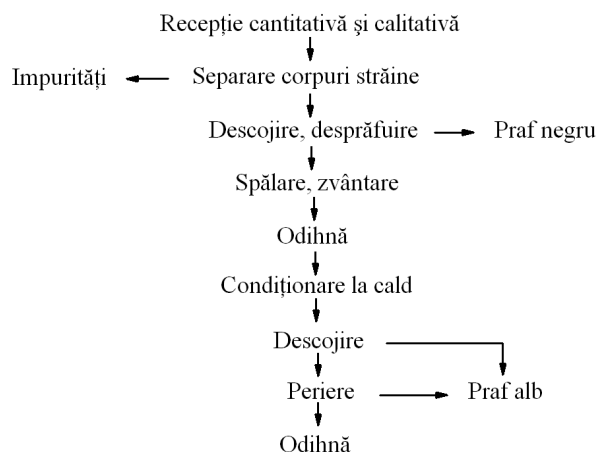 Recepție cantitativă şi calitativă
Impurități
Separare corpuri străine
Descojire, desprăfuire
Praf negru
Spălare, zvântare
Odihnă
Condiționare la cald
Descojire
Periere
Praf alb
Odihnă